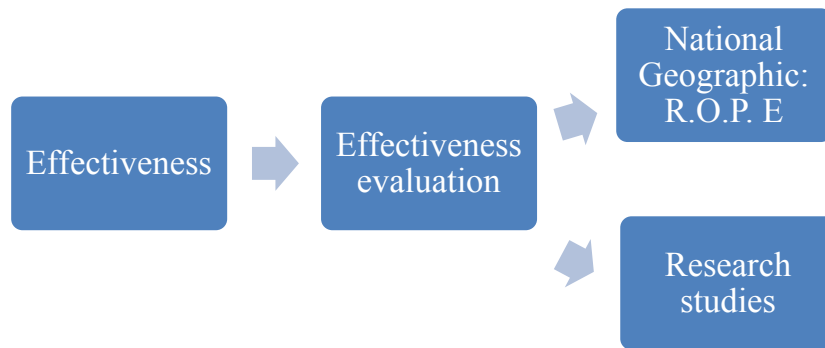 Effectiveness
Effectiveness
evaluation
National
Geographic:
R.O.P. E
Research
studies